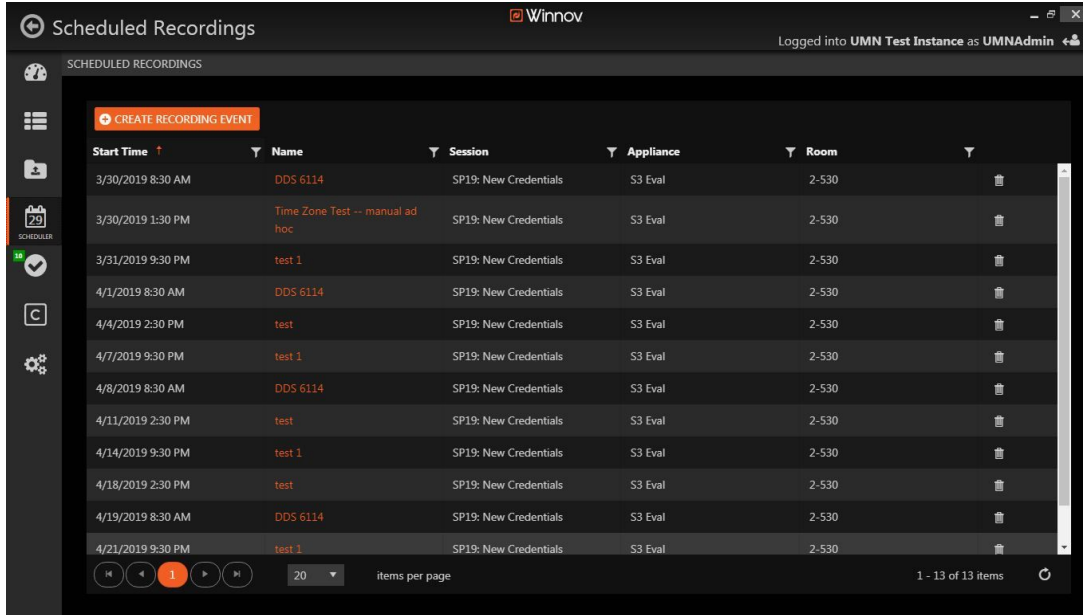 Scheduled Recordings
Winnov
Logged into UMN Test Instance as UMNAdmin
SCHEDULED RECORDINGS
CREATE RECORDING EVENT
Start Time Name Session Appliance Room
3/30/2019 8:30 AM DDS 6114 SP19: New Credentials S3 Eval 2-530
3/30/2019 1:30 PM Time Zone Test -- manual ad hoc SP19: New Credentials S3 Eval 2-530
29
SCHEDULER
3/31/2019 9:30 PM test 1 SP19: New Credentials S3 Eval 2-530
10
4/1/2019 8:30 AM DDS 6114 SP19: New Credentials S3 Eval 2-530
C
4/4/2019 2:30 PM test SP19: New Credentials S3 Eval 2-530
4/7/2019 9:30 PM test 1 SP19: New Credentials S3 Eval 2-530
4/8/2019 8:30 AM DDS 6114 SP19: New Credentials S3 Eval 2-530
4/11/2019 2:30 PM test SP19: New Credentials S3 Eval 2-530
4/14/2019 9:30 PM test 1 SP19: New Credentials S3 Eval 2-530
4/18/2019 2:30 PM test SP19: New Credentials S3 Eval 2-530
4/19/2019 8:30 AM DDS 6114 SP19: New Credentials S3 Eval 2-530
4/21/2019 9:30 PM test 1 SP19: New Credentials S3 Eval 2-530
1 20 items per page 1 - 13 of 13 items